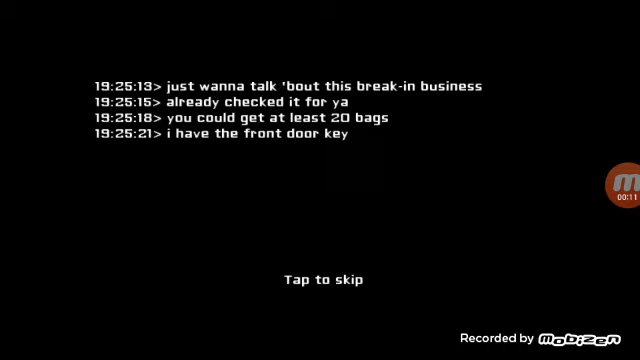 19:25:13> just wanna talk 'bout this break-in business
19:25:15> already checked it for ya
19:25:18> you could get at least 20 bags
19:25:21> i have the front door key
00:11
Tap to skip
Recorded by mobizen